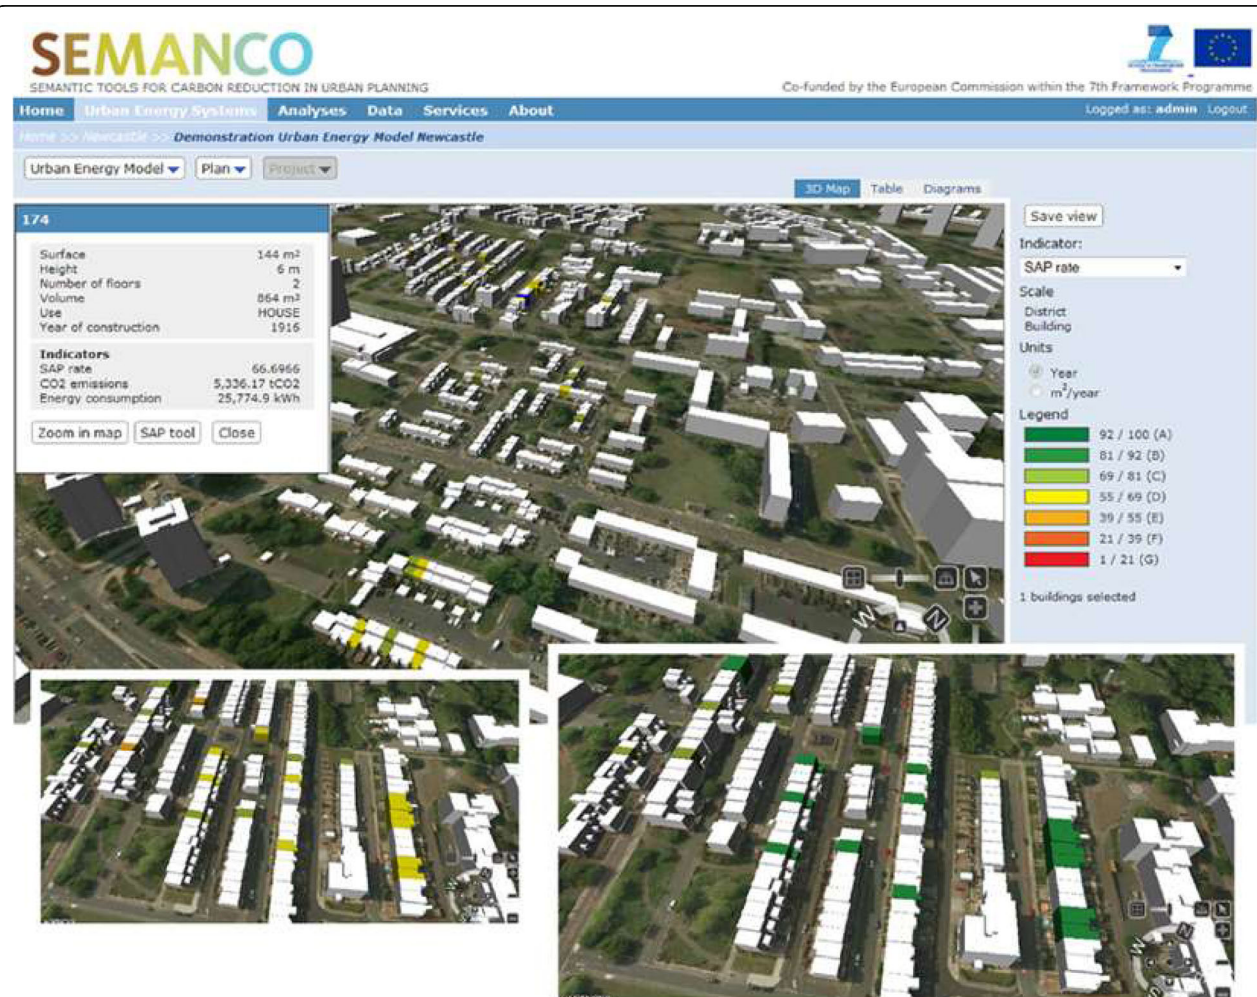 SEMANCO
SEMANTIC TOOLS FOR CARBON REDUCTION IN URBAN PLANNING
Co-funded by the European Commission within the 7th Framework Programme
Home Urban Energy Systems Analyses Data Services About
Logged as: admin Logout
Home >> Newcastle >> Demonstration Urban Energy Model Newcastle
Urban Energy Model Plan Project
3D Map Table Diagrams
174
Surface 144 m²
Height 6 m
Number of floors 2
Volume 864 m³
Use HOUSE
Year of construction 1916
Indicators
SAP rate 66.6966
CO2 emissions 5,336.17 tCO2
Energy consumption 25,774.9 kWh
Zoom in map SAP tool Close
Save view
Indicator:
SAP rate
Scale
District
Building
Units
Year
m²/year
Legend
92 / 100 (A)
81 / 92 (B)
69 / 81 (C)
55 / 69 (D)
39 / 55 (E)
21 / 39 (F)
1 / 21 (G)
1 buildings selected
W N
W N